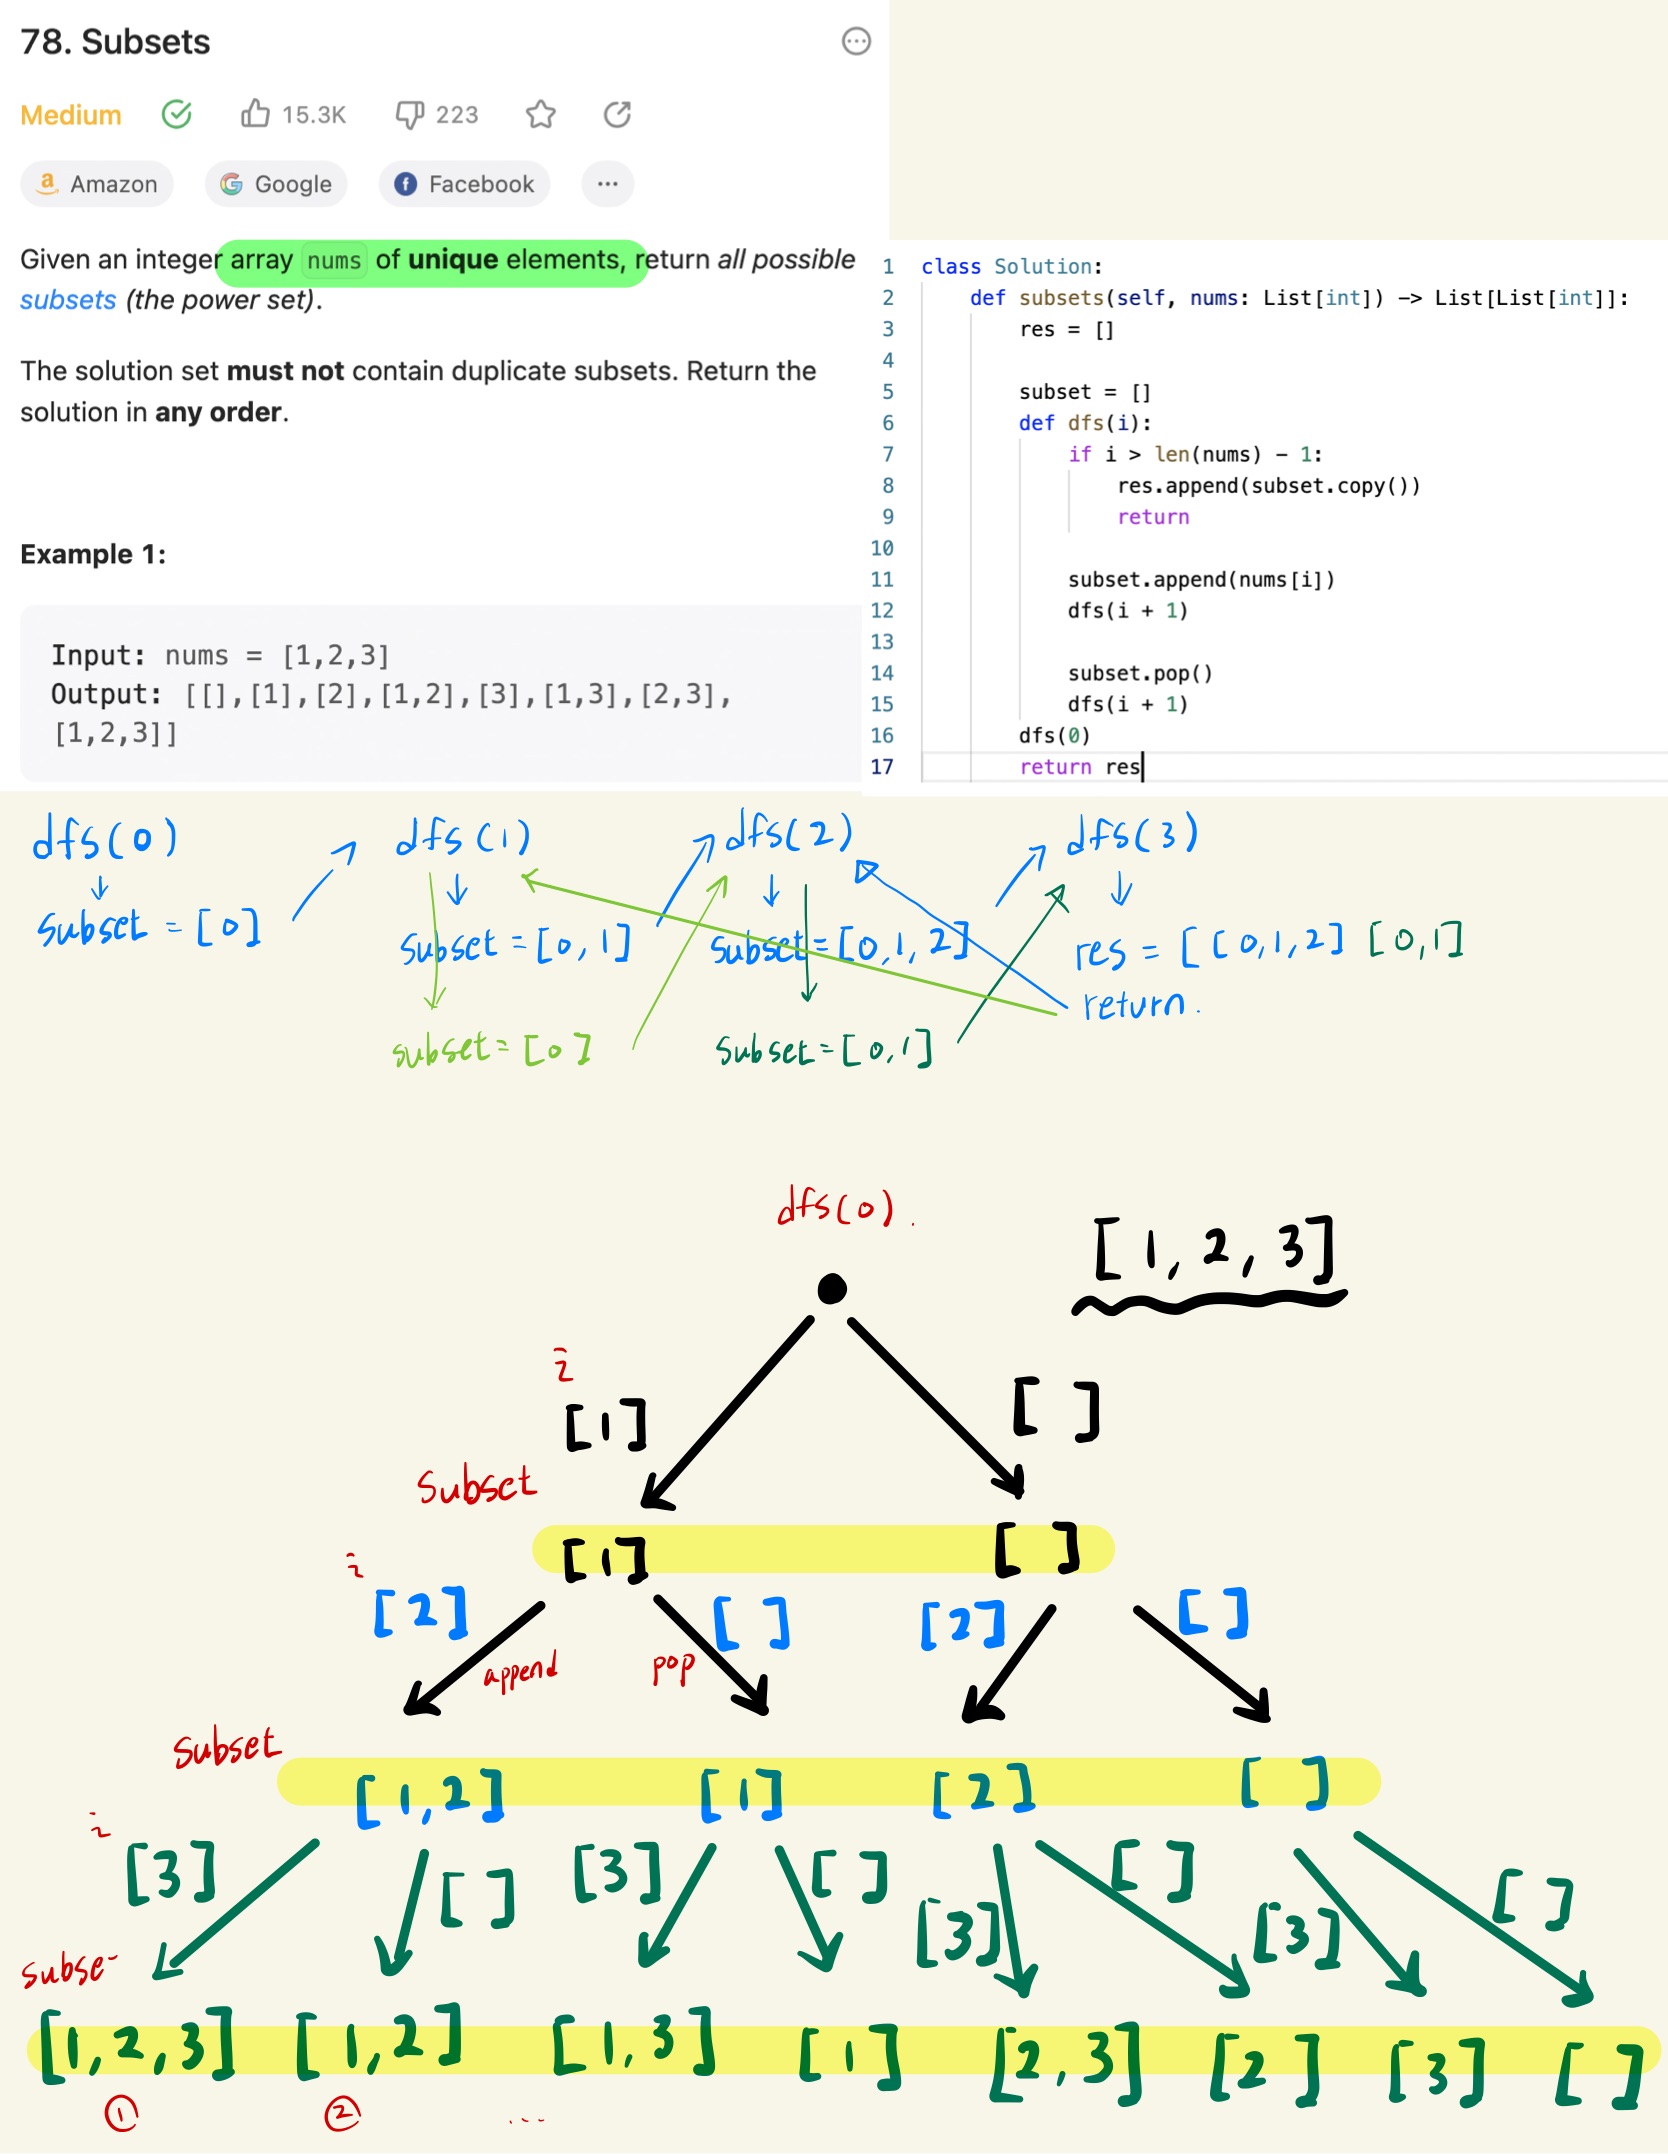 78. Subsets
Medium 15.3K 223
Amazon Google Facebook ...
Given an integer array nums of unique elements, return all possible
subsets (the power set).
The solution set must not contain duplicate subsets. Return the
solution in any order.
Example 1:
Input: nums = [1,2,3]
Output: [[],[1],[2],[1,2],[3],[1,3],[2,3],
[1,2,3]]
1 class Solution:
2 def subsets(self, nums: List[int]) -> List[List[int]]:
3 res = []
4
5 subset = []
6 def dfs(i):
7 if i > len(nums) - 1:
8 res.append(subset.copy())
9 return
10
11 subset.append(nums[i])
12 dfs(i + 1)
13
14 subset.pop()
15 dfs(i + 1)
16 dfs(0)
17 return res
dfs(0) dfs(1) dfs(2) dfs(3)
subset = [0] subset = [0,1] subset = [0,1,2] res = [[0,1,2] [0,1]
return.
subset = [0] subset = [0,1]
dfs(0).
[1, 2, 3]
i
[1] [ ]
Subset
[1] [ ]
i
[2] [ ] [2] [ ]
append pop
Subset
[1,2] [1] [2] [ ]
i
[3] [ ] [3] [ ] [3] [ ] [3] [ ]
subse
[1,2,3] [1,2] [1,3] [1] [2,3] [2] [3] [ ]
① ② ...